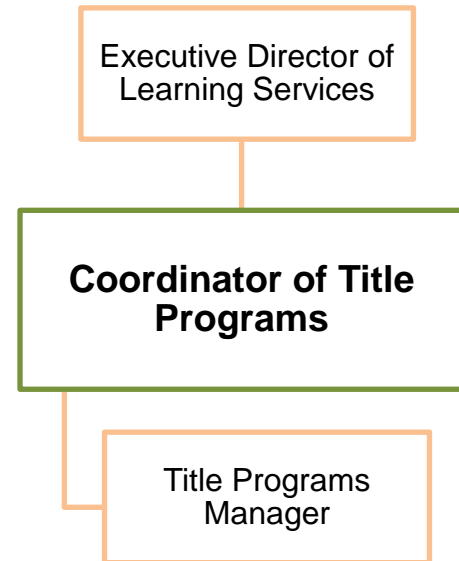 Executive Director of
Learning Services
Coordinator of Title
Programs
Title Programs
Manager